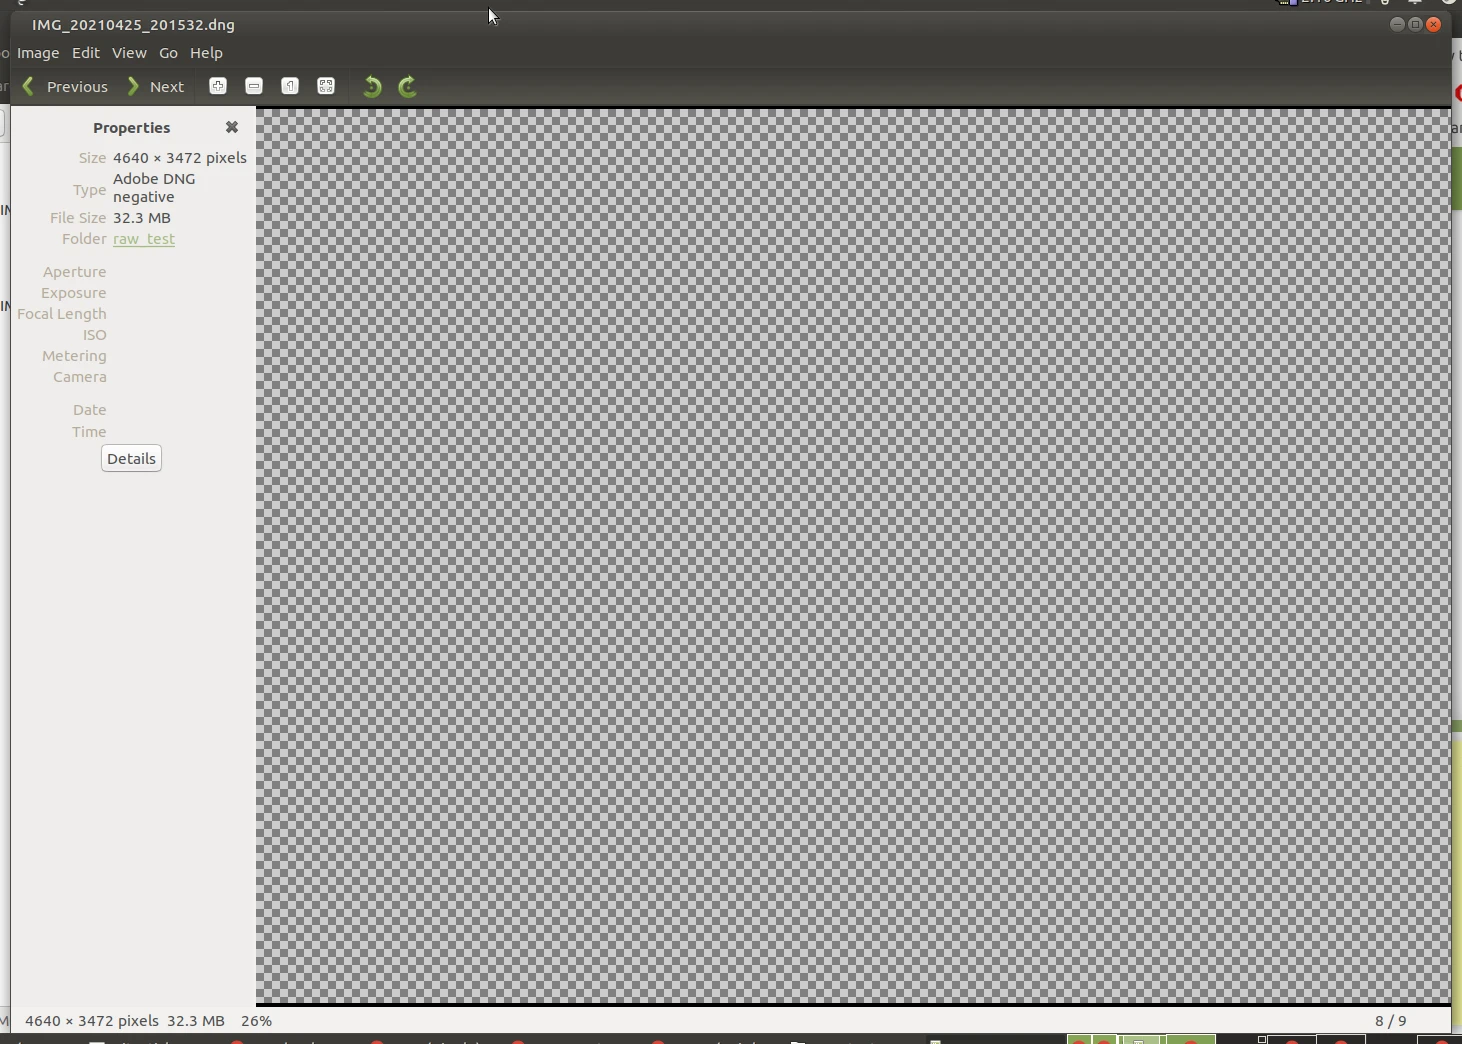 IMG_20210425_201532.dng
Image Edit View Go Help
Previous Next
Properties
Size 4640 × 3472 pixels
Type Adobe DNG
negative
File Size 32.3 MB
Folder raw_test
Aperture
Exposure
Focal Length
ISO
Metering
Camera
Date
Time
Details
4640 × 3472 pixels 32.3 MB 26%
8 / 9